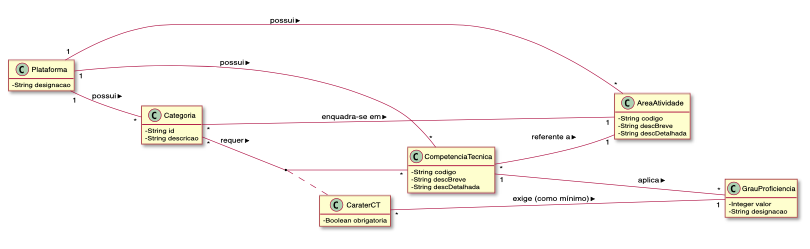 possui
1
*
C Plataforma
-String designacao
1
possui
1
possui
*
C Categoria
-String id
-String descricao
*
enquadra-se em
1
*
requer
*
C AreaAtividade
-String codigo
-String descBreve
-String descDetalhada
1
referente a
*
*
C CompetenciaTecnica
-String codigo
-String descBreve
-String descDetalhada
1
aplica
*
C CaraterCT
-Boolean obrigatoria
*
exige (como mínimo)
1
C GrauProficiencia
-Integer valor
-String designacao